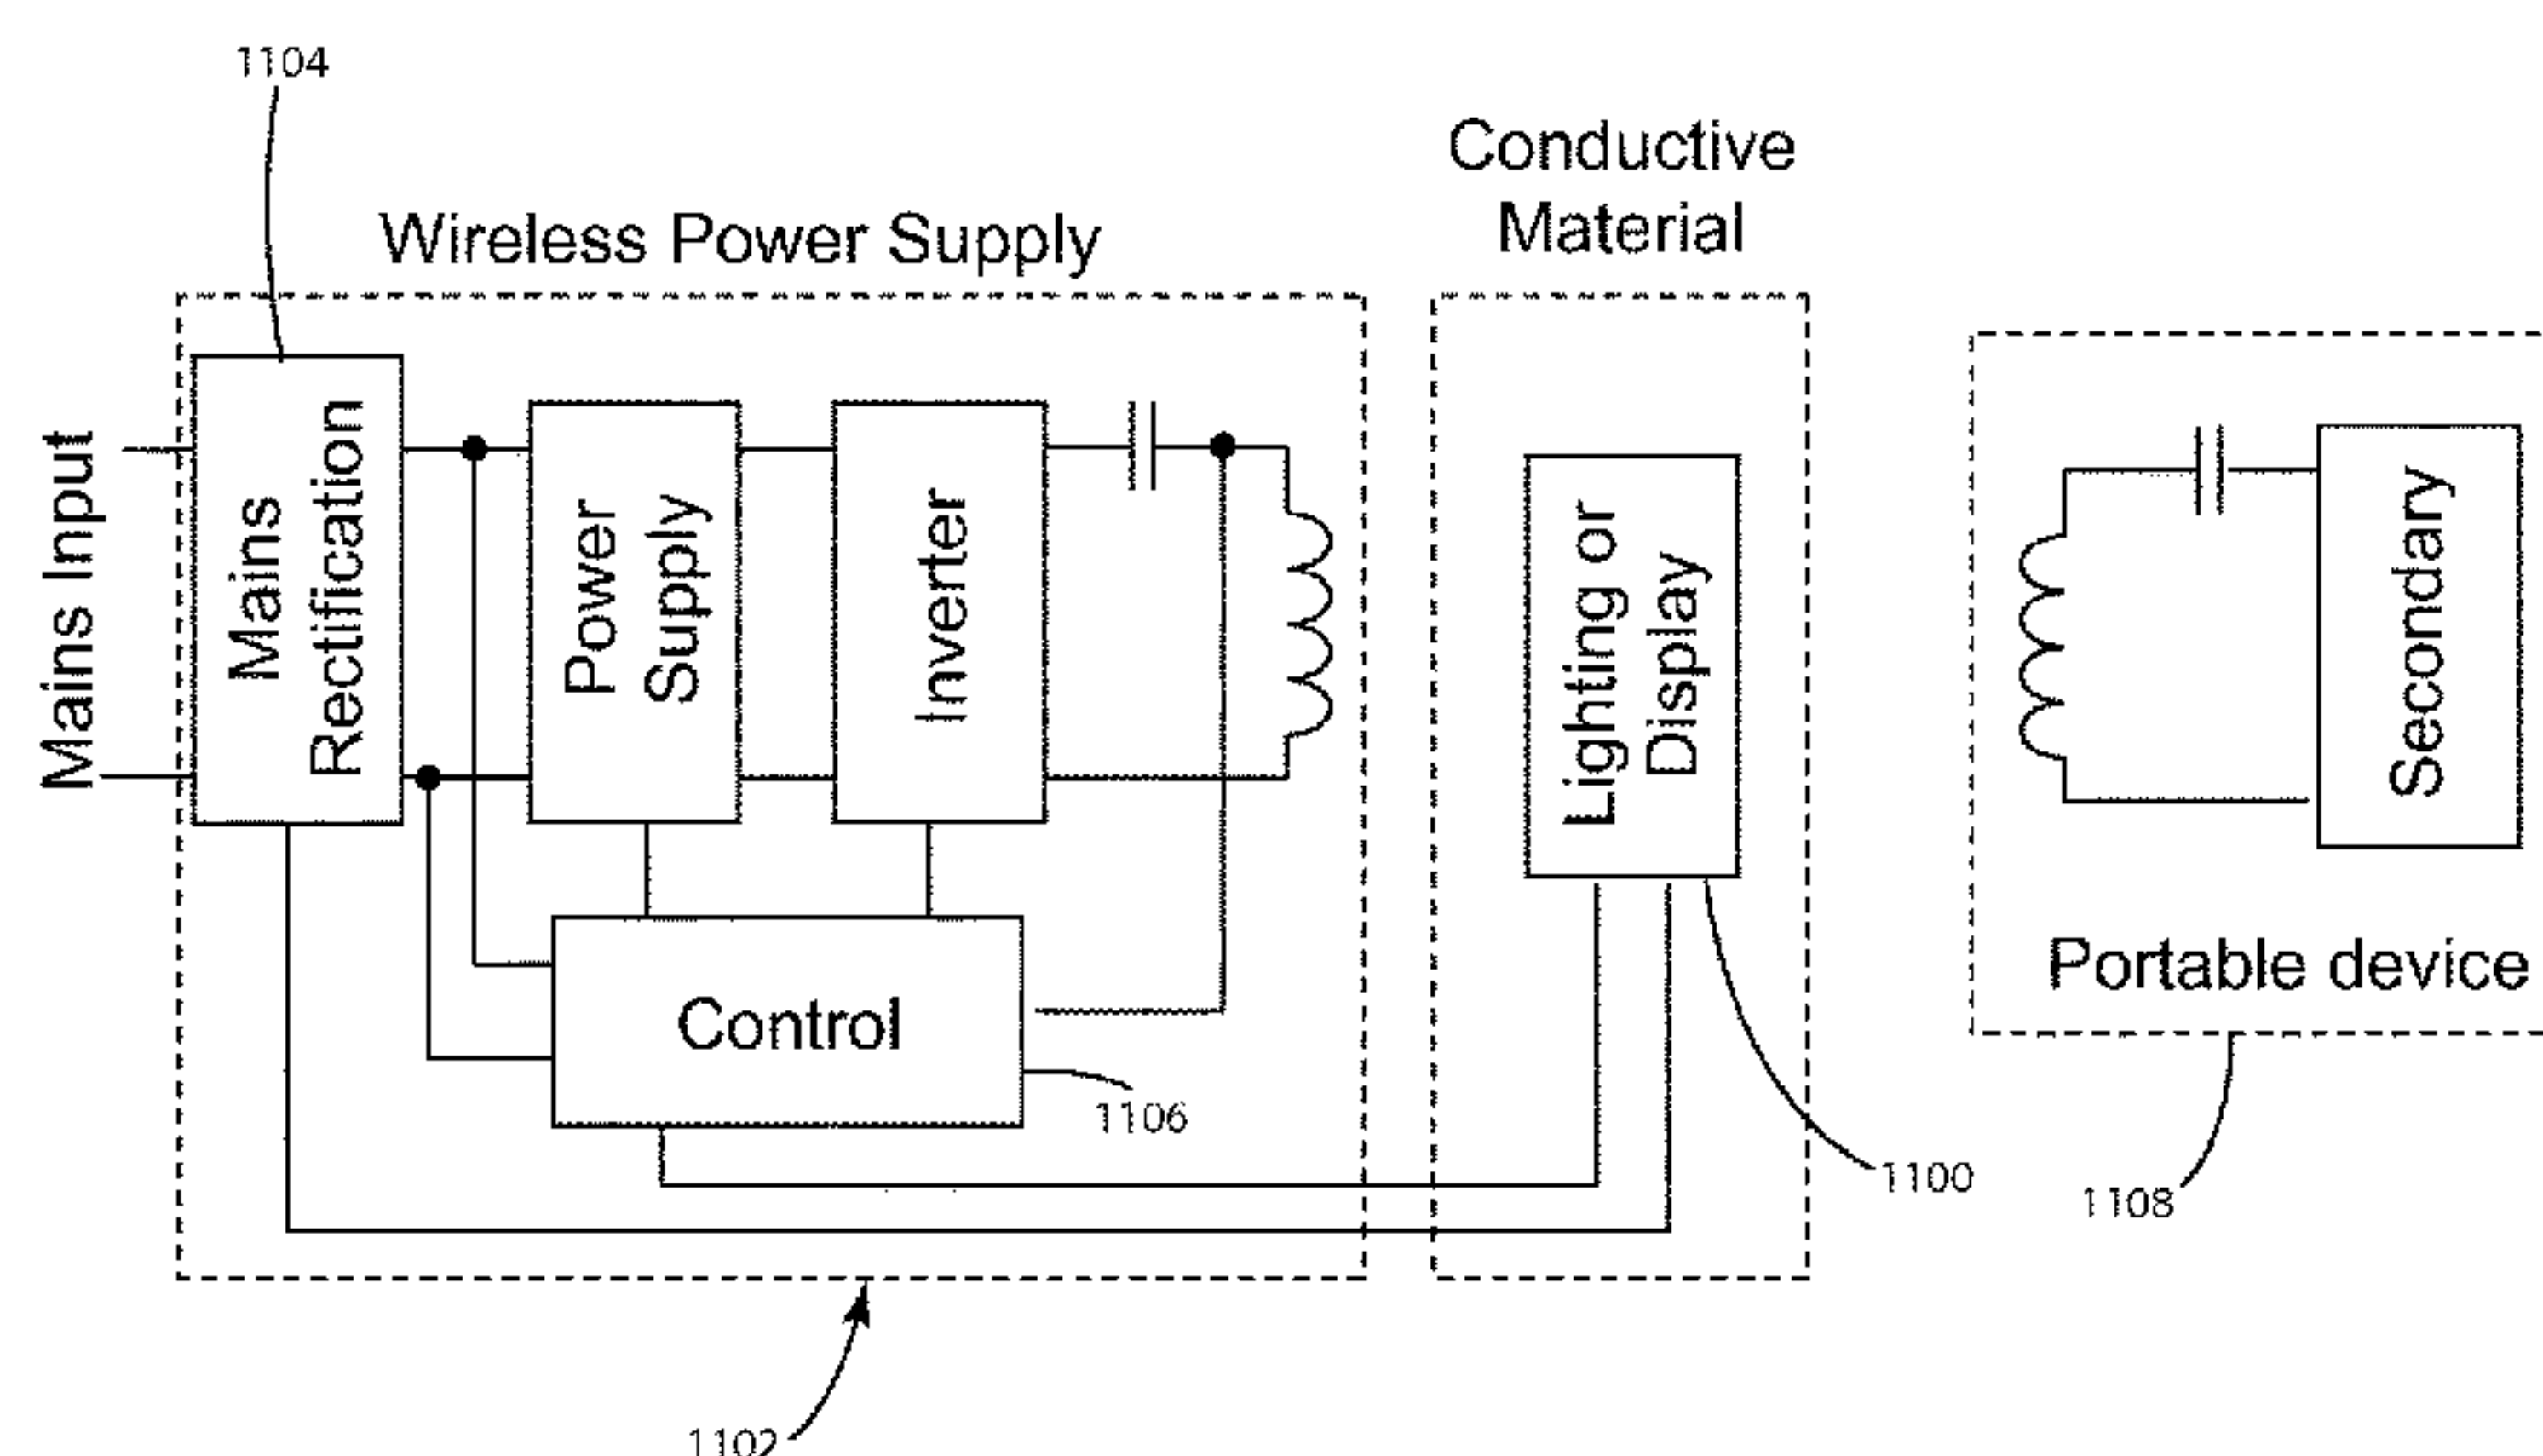 1104
Conductive
Material
Wireless Power Supply
Mains Input
Mains
Rectification
Power
Supply
Inverter
Lighting or
Display
Secondary
Portable device
Control
1106
1100
1108
1102